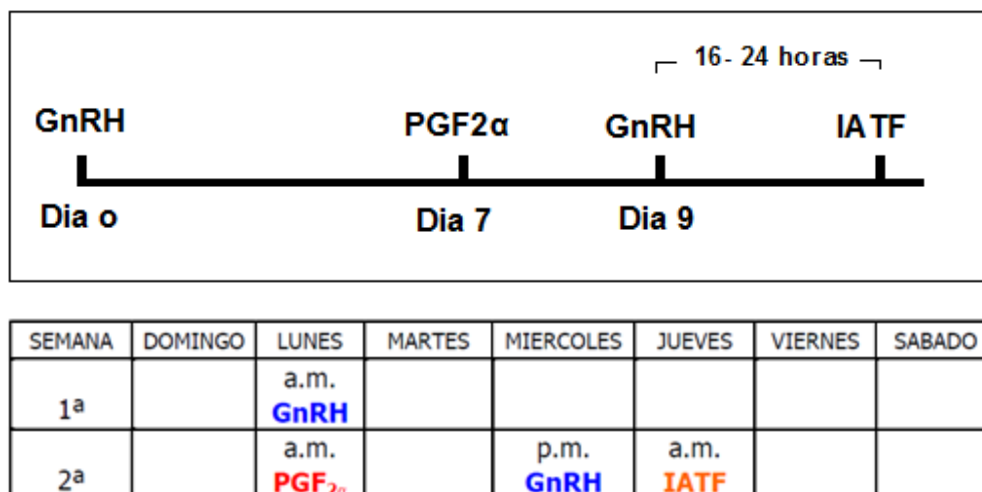 16- 24 horas
GnRH PGF2α GnRH IATF
Dia o Dia 7 Dia 9
SEMANA DOMINGO LUNES MARTES MIERCOLES JUEVES VIERNES SABADO
a.m.
1ª
GnRH
a.m. p.m. a.m.
2ª
PGF2α GnRH IATF